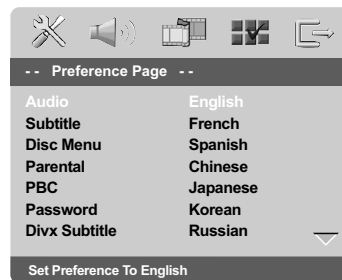 - -  Preference Page  - -
Audio English
Subtitle French
Disc Menu Spanish
Parental Chinese
PBC Japanese
Password Korean
Divx Subtitle Russian
Set Preference To English